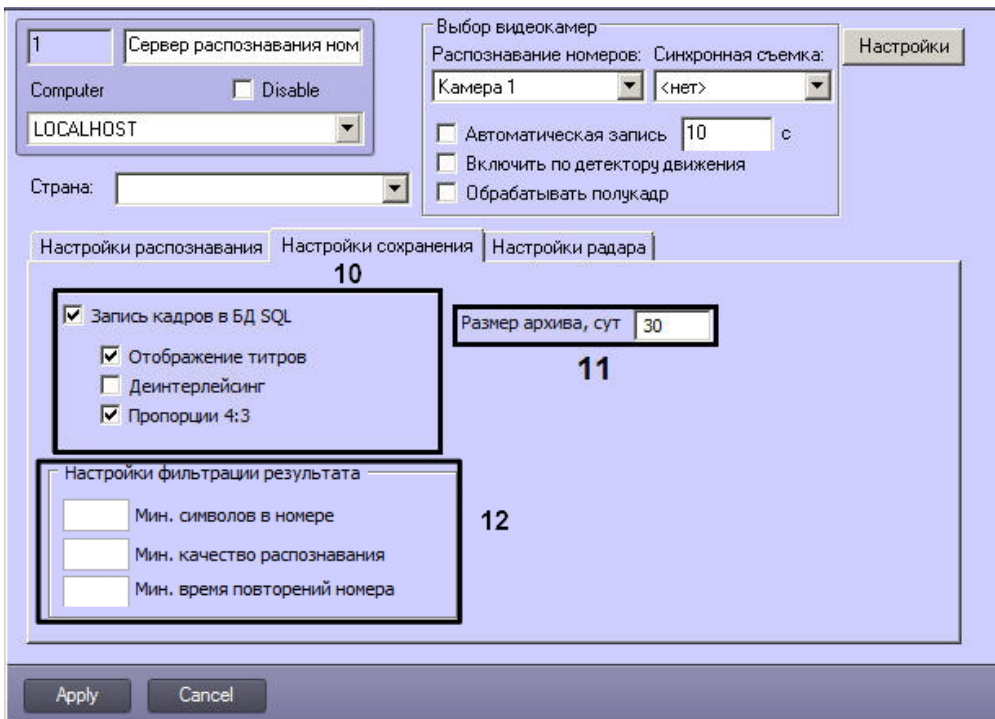 1
Сервер распознавания ном
Computer
Disable
LOCALHOST
Страна:
Выбор видеокамер
Распознавание номеров:
Синхронная съемка:
Камера 1
<нет>
Автоматическая запись 10 с
Включить по детектору движения
Обрабатывать полукадр
Настройки
Настройки распознавания
Настройки сохранения
Настройки радара
10
Запись кадров в БД SQL
Отображение титров
Деинтерлейсинг
Пропорции 4:3
Размер архива, сут 30
11
Настройки фильтрации результата
Мин. символов в номере
Мин. качество распознавания
Мин. время повторений номера
12
Apply
Cancel